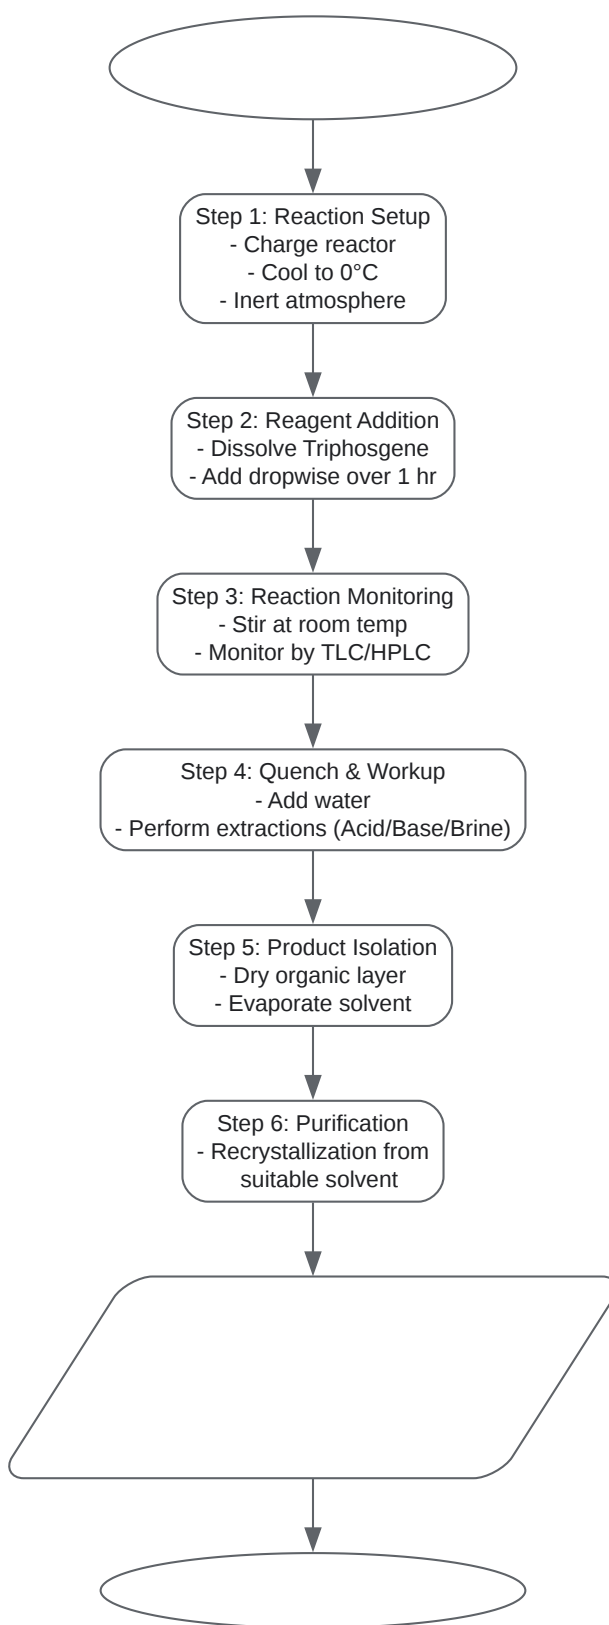 Step 1: Reaction Setup
- Charge reactor
- Cool to 0°C
- Inert atmosphere
Step 2: Reagent Addition
- Dissolve Triphosgene
- Add dropwise over 1 hr
Step 3: Reaction Monitoring
- Stir at room temp
- Monitor by TLC/HPLC
Step 4: Quench & Workup
- Add water
- Perform extractions (Acid/Base/Brine)
Step 5: Product Isolation
- Dry organic layer
- Evaporate solvent
Step 6: Purification
- Recrystallization from
suitable solvent